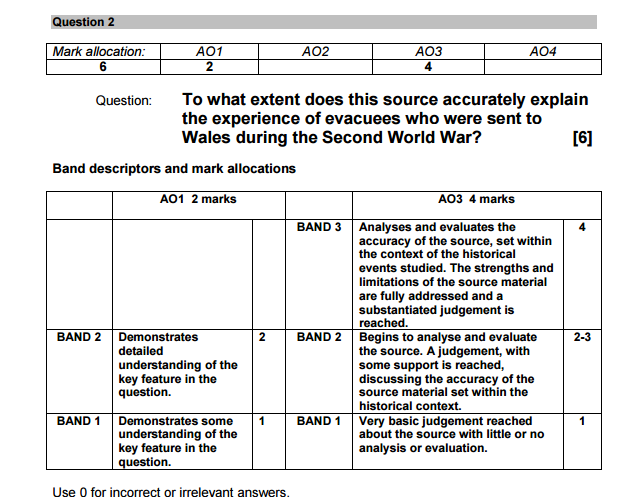 Question 2
Mark allocation: AO1 AO2 AO3 AO4
6 2 4
Question: To what extent does this source accurately explain
the experience of evacuees who were sent to
Wales during the Second World War? [6]
Band descriptors and mark allocations
AO1 2 marks AO3 4 marks
BAND 3 Analyses and evaluates the 4
accuracy of the source, set within
the context of the historical
events studied. The strengths and
limitations of the source material
are fully addressed and a
substantiated judgement is
reached.
BAND 2 Demonstrates 2 BAND 2 Begins to analyse and evaluate 2-3
detailed the source. A judgement, with
understanding of the some support is reached,
key feature in the discussing the accuracy of the
question. source material set within the
historical context.
BAND 1 Demonstrates some 1 BAND 1 Very basic judgement reached 1
understanding of the about the source with little or no
key feature in the analysis or evaluation.
question.
Use 0 for incorrect or irrelevant answers.